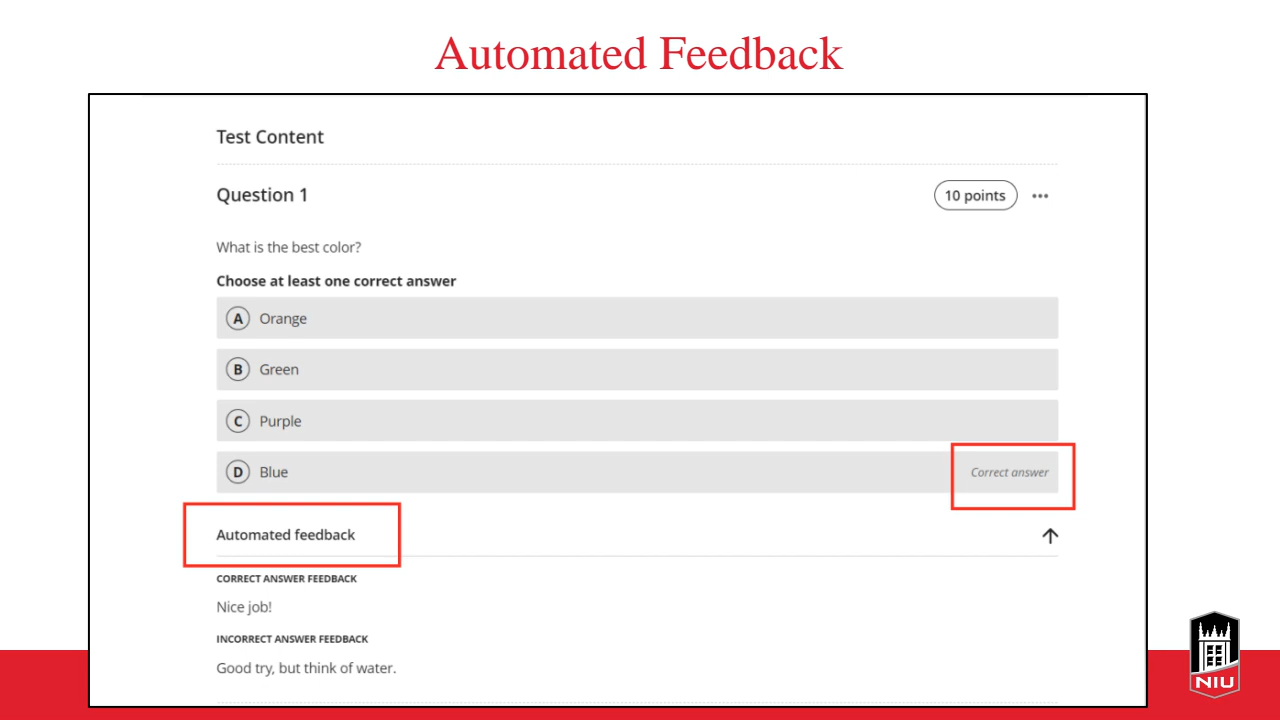 Automated Feedback
Test Content
Question 1
10 points
What is the best color?
Choose at least one correct answer
A Orange
B Green
C Purple
D Blue
Correct answer
Automated feedback
CORRECT ANSWER FEEDBACK
Nice job!
INCORRECT ANSWER FEEDBACK
Good try, but think of water.
NIU